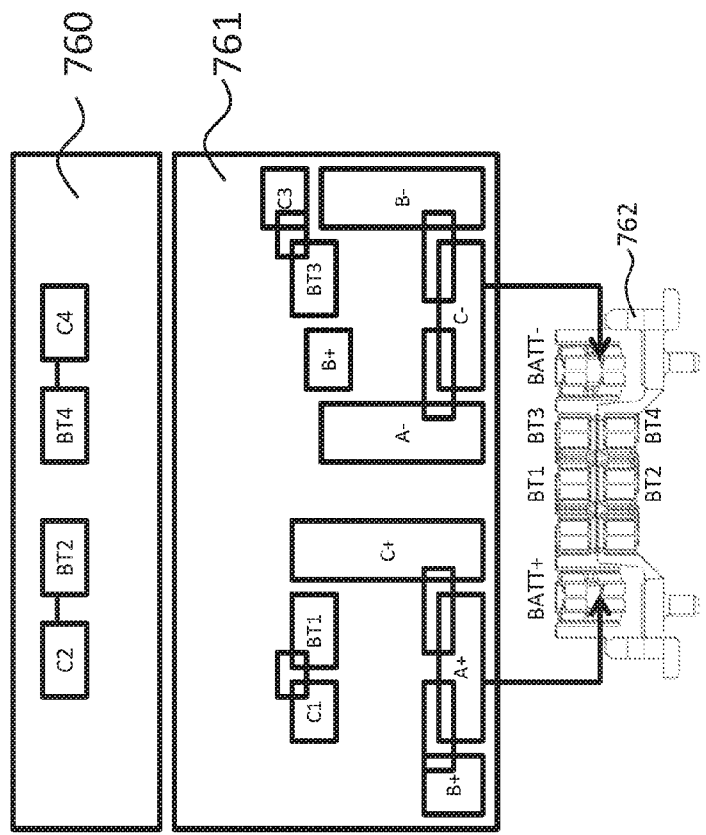 760
C2
BT2
BT4
C4
761
B+
A+
C1
BT1
C+
A-
B+
BT3
C3
C-
B-
BATT+
BT1
BT3
BATT-
BT2
BT4
762